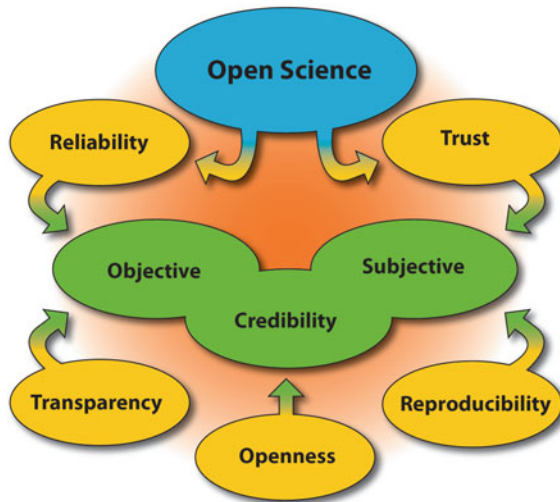 Open Science
Reliability
Trust
Objective
Subjective
Credibility
Transparency
Reproducibility
Openness